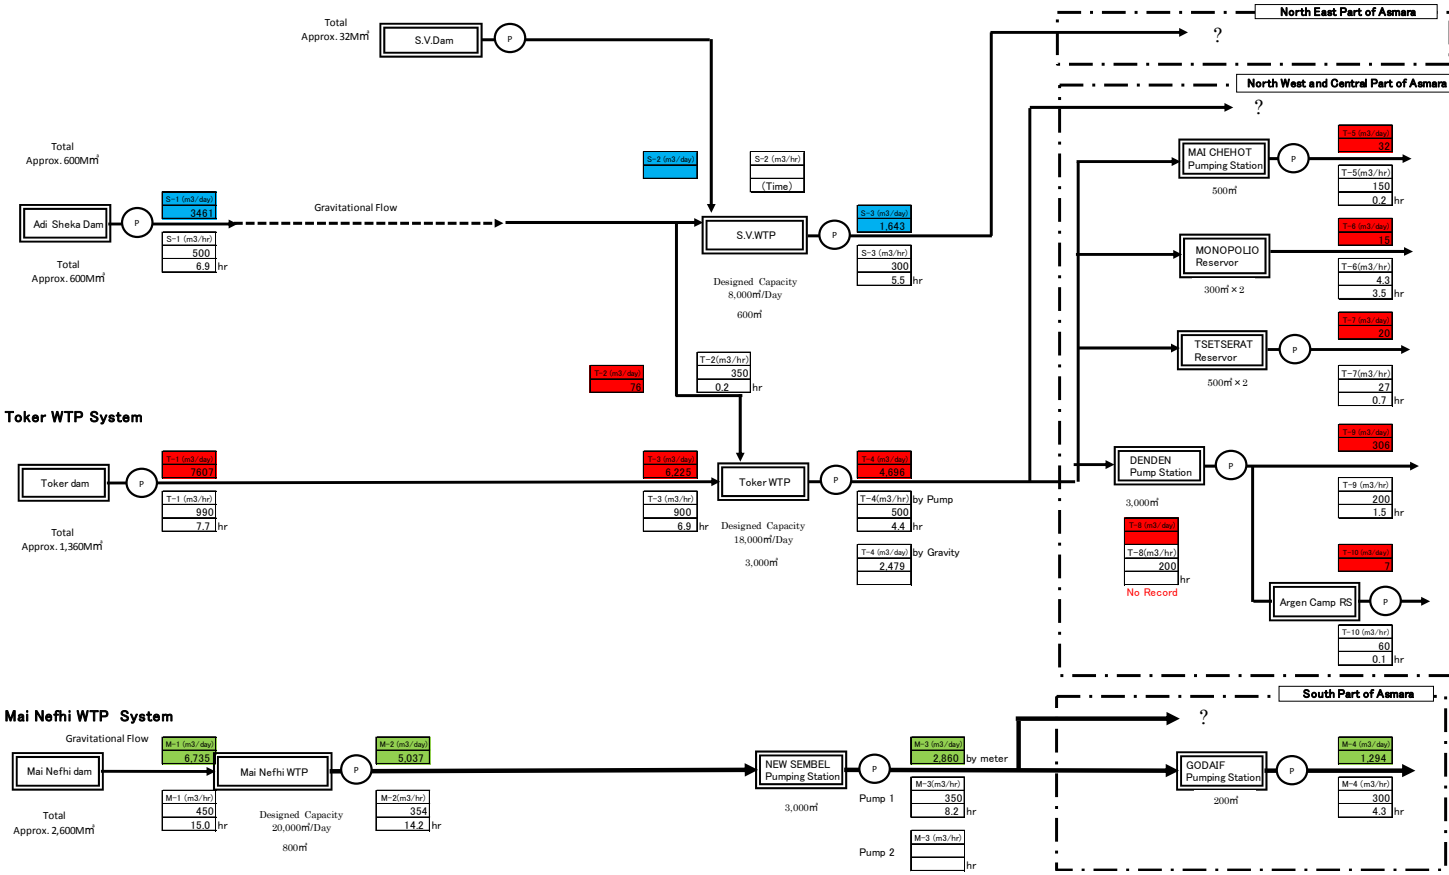 North East Part of Asmara
Total
Approx. 32Mm³
S.V.Dam
P
?
North West and Central Part of Asmara
?
Total
Approx. 600Mm³
S-2 (m3/day)
S-2 (m3/hr)
(Time)
MAI CHEHOT
Pumping Station
P
500m³
T-5 (m3/day)
32
T-5(m3/hr)
150
0.2 hr
Adi Sheka Dam
P
S-1 (m3/day)
3461
S-1 (m3/hr)
500
6.9 hr
Gravitational Flow
Total
Approx. 600Mm³
S.V.WTP
P
S-3 (m3/day)
1,643
S-3 (m3/hr)
300
5.5 hr
Designed Capacity
8,000m³/Day
600m³
MONOPOLIO
Reservor
300m³×2
T-6 (m3/day)
15
T-6(m3/hr)
4.3
3.5 hr
TSETSERAT
Reservor
P
500m³×2
T-7 (m3/day)
20
T-7(m3/hr)
27
0.7 hr
T-2 (m3/day)
76
T-2(m3/hr)
350
0.2 hr
Toker WTP System
Toker dam
P
T-1 (m3/day)
7607
T-1 (m3/hr)
990
7.7 hr
Total
Approx. 1,360Mm³
T-3 (m3/day)
6,225
T-3 (m3/hr)
900
6.9 hr
Toker WTP
P
Designed Capacity
18,000m³/Day
3,000m³
T-4 (m3/day)
4,696
T-4(m3/hr) by Pump
500
4.4 hr
T-4 (m3/day) by Gravity
2,479
DENDEN
Pump Station
P
3,000m³
T-8 (m3/day)
T-8(m3/hr)
200
hr
No Record
T-9 (m3/day)
306
T-9 (m3/hr)
200
1.5 hr
T-10 (m3/day)
7
Argen Camp RS
P
T-10 (m3/hr)
60
0.1 hr
South Part of Asmara
?
Mai Nefhi WTP System
Gravitational Flow
Mai Nefhi dam
Total
Approx. 2,600Mm³
M-1 (m3/day)
6,735
M-1 (m3/hr)
450
15.0 hr
Mai Nefhi WTP
P
Designed Capacity
20,000m³/Day
800m³
M-2 (m3/day)
5,037
M-2(m3/hr)
354
14.2 hr
NEW SEMBEL
Pumping Station
P
3,000m³
M-3 (m3/day)
2,860 by meter
Pump 1
M-3(m3/hr)
350
8.2 hr
Pump 2
M-3 (m3/hr)
hr
GODAIF
Pumping Station
P
200m³
M-4 (m3/day)
1,294
M-4 (m3/hr)
300
4.3 hr